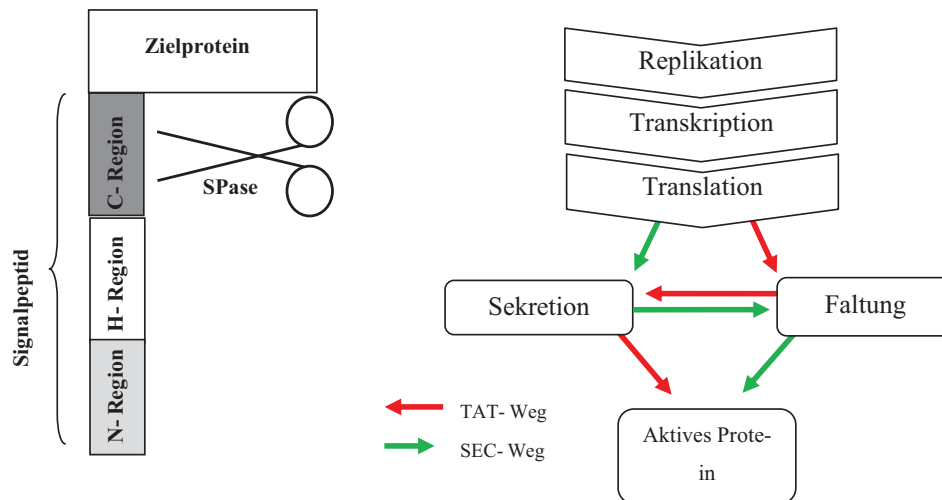 Zielprotein
C- Region
SPase
H- Region
N- Region
Signalpeptid
Replikation
Transkription
Translation
Sekretion
Faltung
TAT- Weg
SEC- Weg
Aktives Prote-
in